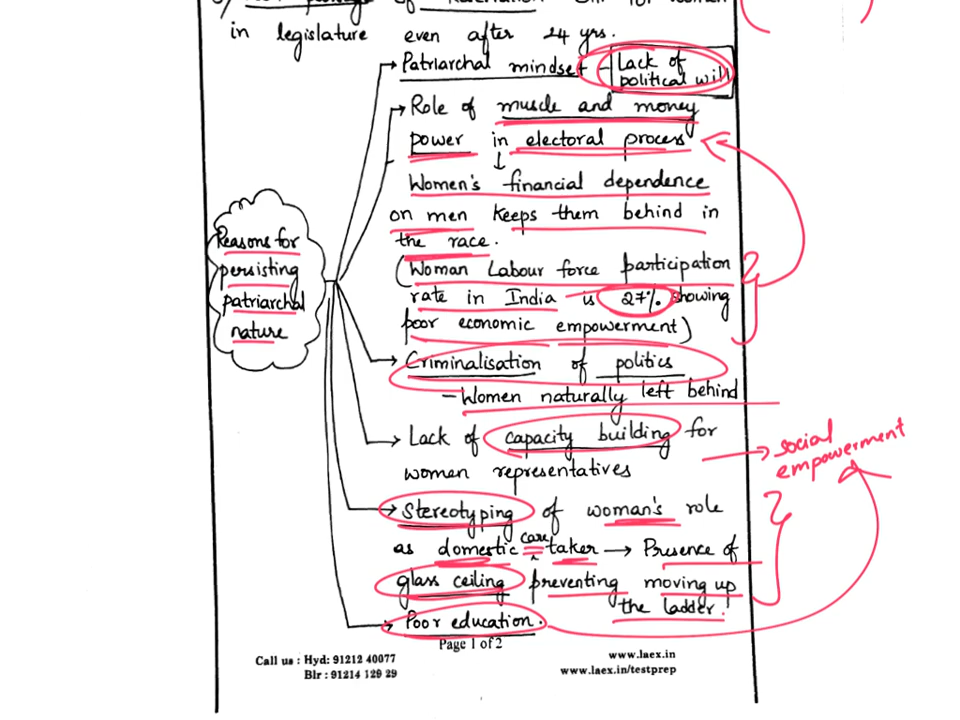 of Reservation Bill for women
in legislature even after 24 yrs.
Patriarchal mindset - Lack of
political will
Role of muscle and money
power in electoral process
Women's financial dependence
on men keeps them behind in
the race.
(Woman Labour force participation
rate in India is 27% showing
poor economic empowerment)
Criminalisation of politics
- Women naturally left behind
Lack of capacity building for
women representatives
social
empowerment
Stereotyping of woman's role
as domestic care taker → Presence of
glass ceiling preventing moving up
the ladder.
Poor education.
Reasons for
persisting
patriarchal
nature
Page 1 of 2
Call us : Hyd: 91212 40077
Blr : 91214 129 29
www.laex.in
www.laex.in/testprep